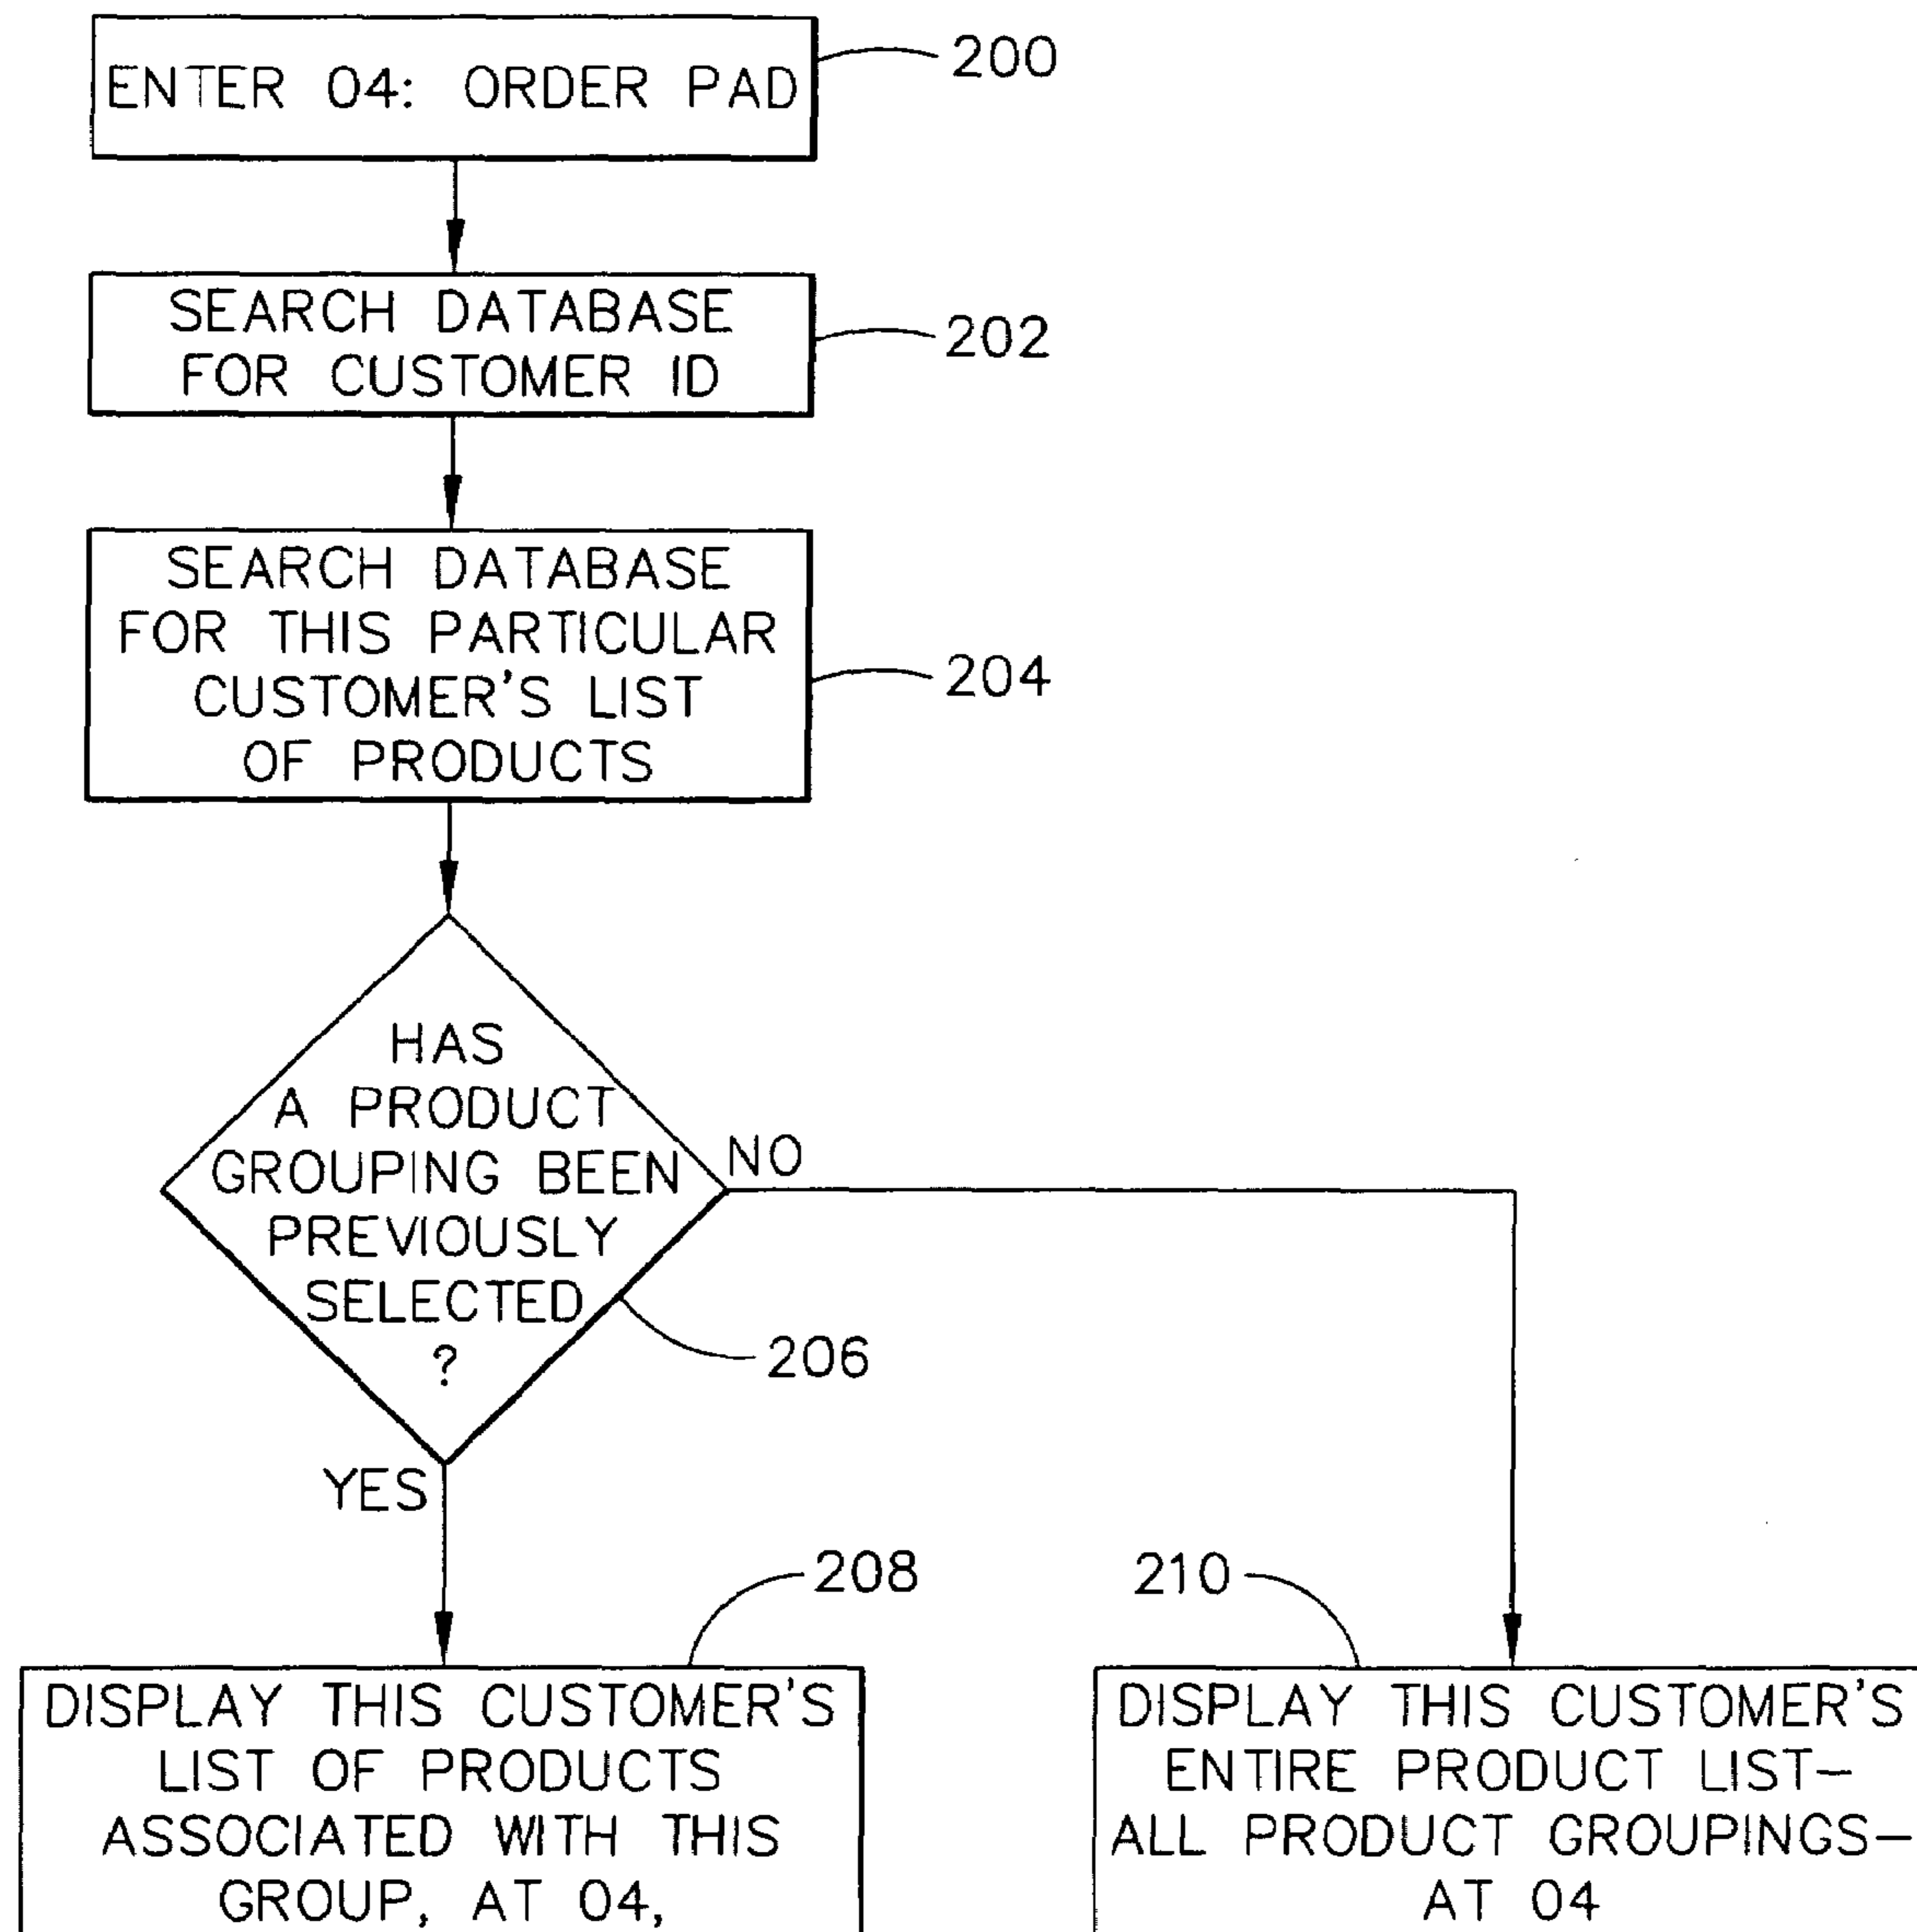 ENTER 04: ORDER PAD
200
SEARCH DATABASE
FOR CUSTOMER ID
202
SEARCH DATABASE
FOR THIS PARTICULAR
CUSTOMER'S LIST
OF PRODUCTS
204
HAS
A PRODUCT
GROUPING BEEN
PREVIOUSLY
SELECTED
?
NO
206
YES
208
DISPLAY THIS CUSTOMER'S
LIST OF PRODUCTS
ASSOCIATED WITH THIS
GROUP, AT 04,
210
DISPLAY THIS CUSTOMER'S
ENTIRE PRODUCT LIST–
ALL PRODUCT GROUPINGS–
AT 04